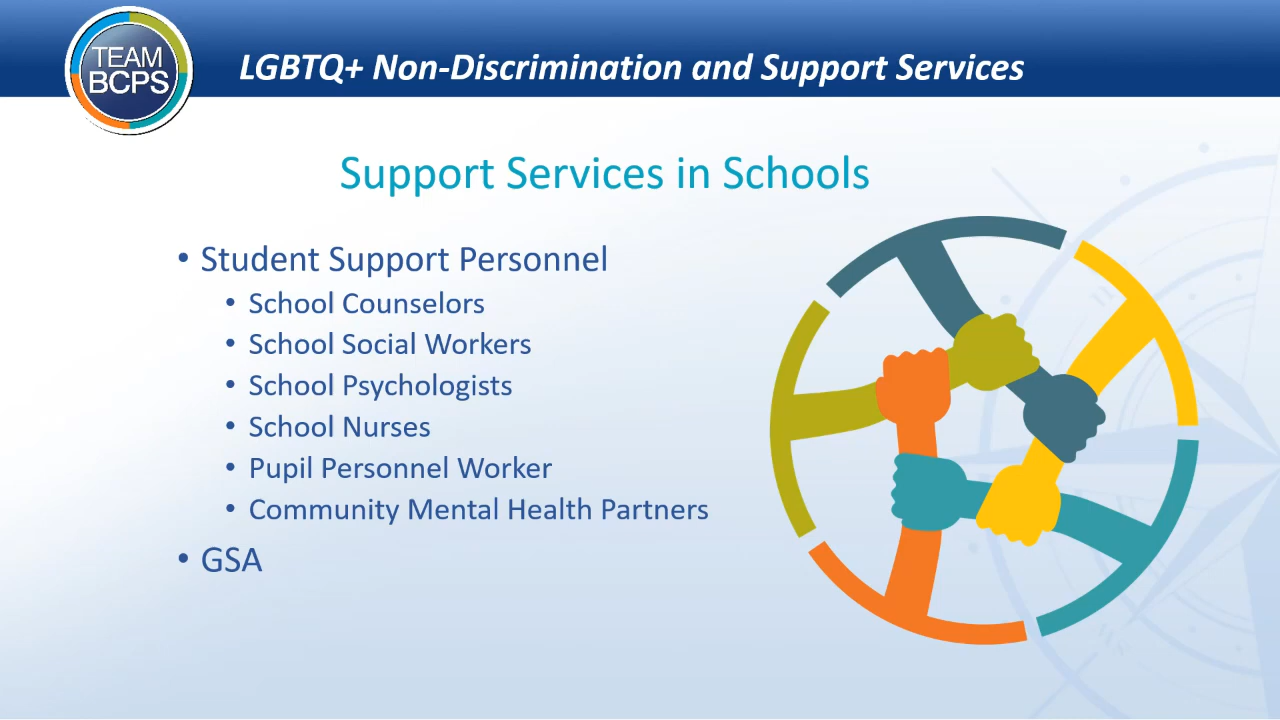 TEAM
BCPS
LGBTQ+ Non-Discrimination and Support Services
Support Services in Schools
• Student Support Personnel
• School Counselors
• School Social Workers
• School Psychologists
• School Nurses
• Pupil Personnel Worker
• Community Mental Health Partners
• GSA